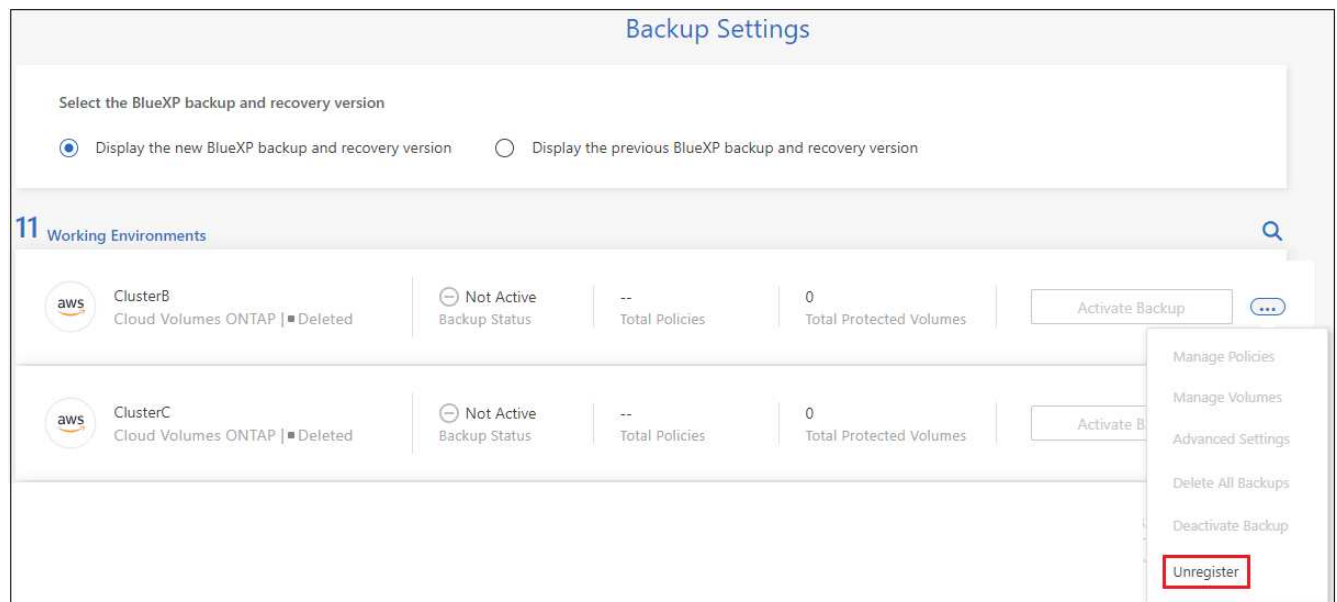 Backup Settings
Select the BlueXP backup and recovery version
Display the new BlueXP backup and recovery version Display the previous BlueXP backup and recovery version
11 Working Environments
aws ClusterB Not Active -- 0 Activate Backup ...
Cloud Volumes ONTAP | Deleted Backup Status Total Policies Total Protected Volumes
Manage Policies
Manage Volumes
aws ClusterC Not Active -- 0 Activate B
Cloud Volumes ONTAP | Deleted Backup Status Total Policies Total Protected Volumes
Advanced Settings
Delete All Backups
Deactivate Backup
Unregister